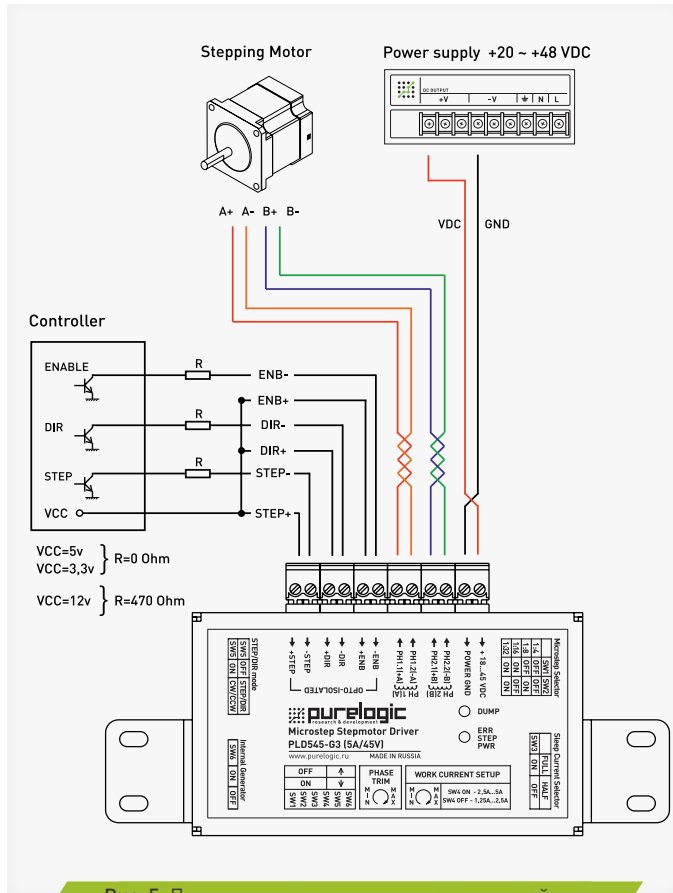 Stepping Motor
Power supply +20 ~ +48 VDC
DC OUTPUT
+V -V N L
A+ A- B+ B-
VDC GND
Controller
ENABLE
R
ENB-
ENB+
DIR
R
DIR-
DIR+
STEP
R
STEP-
VCC
STEP+
VCC=5v
VCC=3,3v
R=0 Ohm
VCC=12v
R=470 Ohm
STEP/DIR mode
SW5 OFF STEP/DIR
SW5 ON CW/CCW
+STEP
-STEP
+DIR
-DIR
+ENB
-ENB
OPTO-ISOLATED
PH1.1(+A)
PH1.2(-A)
PH 1(A)
PH2.1(+B)
PH2.2(-B)
PH 2(B)
POWER GND
+ 18...45 VDC
Microstep Selector
SW1 SW2
1:4 OFF OFF
1:8 OFF ON
1:16 ON OFF
1:32 ON ON
purelogic
research & development
Microstep Stepmotor Driver
PLD545-G3 (5A/45V)
www.purelogic.ru MADE IN RUSSIA
DUMP
ERR
STEP
PWR
Internal Generator
SW6 ON OFF
Sleep Current Selector
FULL HALF
SW3 ON OFF
OFF
ON
SW1
SW2
SW3
SW4
SW5
SW6
PHASE
TRIM
MIN MAX
WORK CURRENT SETUP
MIN MAX
SW4 ON - 2,5A...5A
SW4 OFF - 1,25A...2,5A